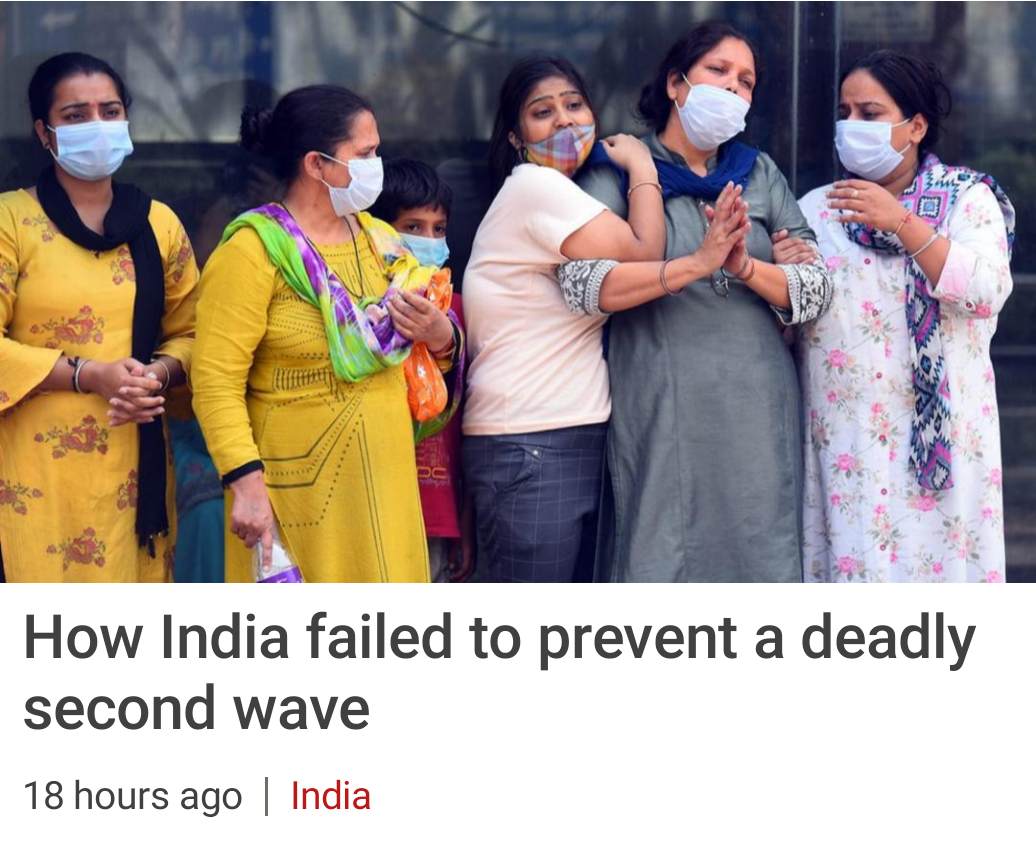 How India failed to prevent a deadly
second wave
18 hours ago | India